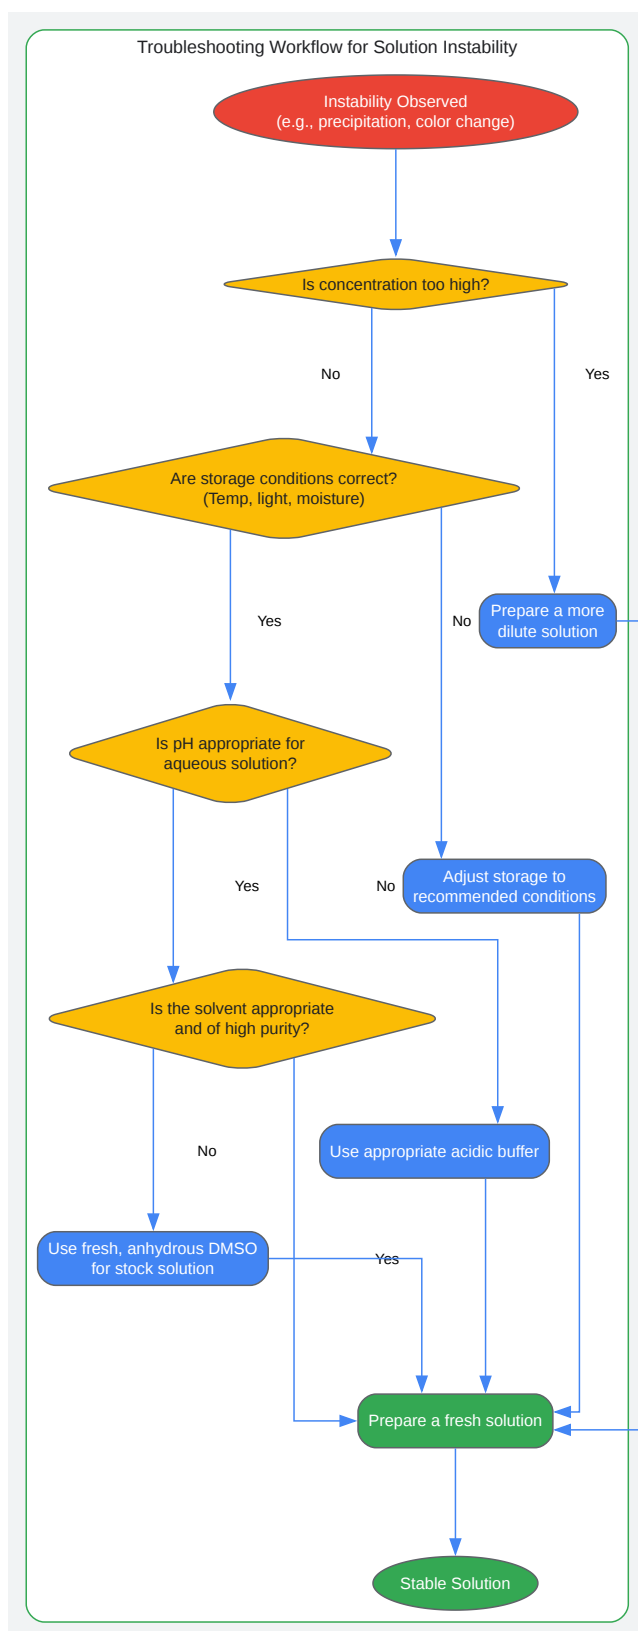 Troubleshooting Workflow for Solution Instability
Instability Observed
(e.g., precipitation, color change)
Is concentration too high?
No
Yes
Are storage conditions correct?
(Temp, light, moisture)
Yes
No
Prepare a more
dilute solution
Is pH appropriate for
aqueous solution?
Yes
No
Adjust storage to
recommended conditions
Is the solvent appropriate
and of high purity?
No
Use appropriate acidic buffer
Use fresh, anhydrous DMSO
for stock solution
Yes
Prepare a fresh solution
Stable Solution